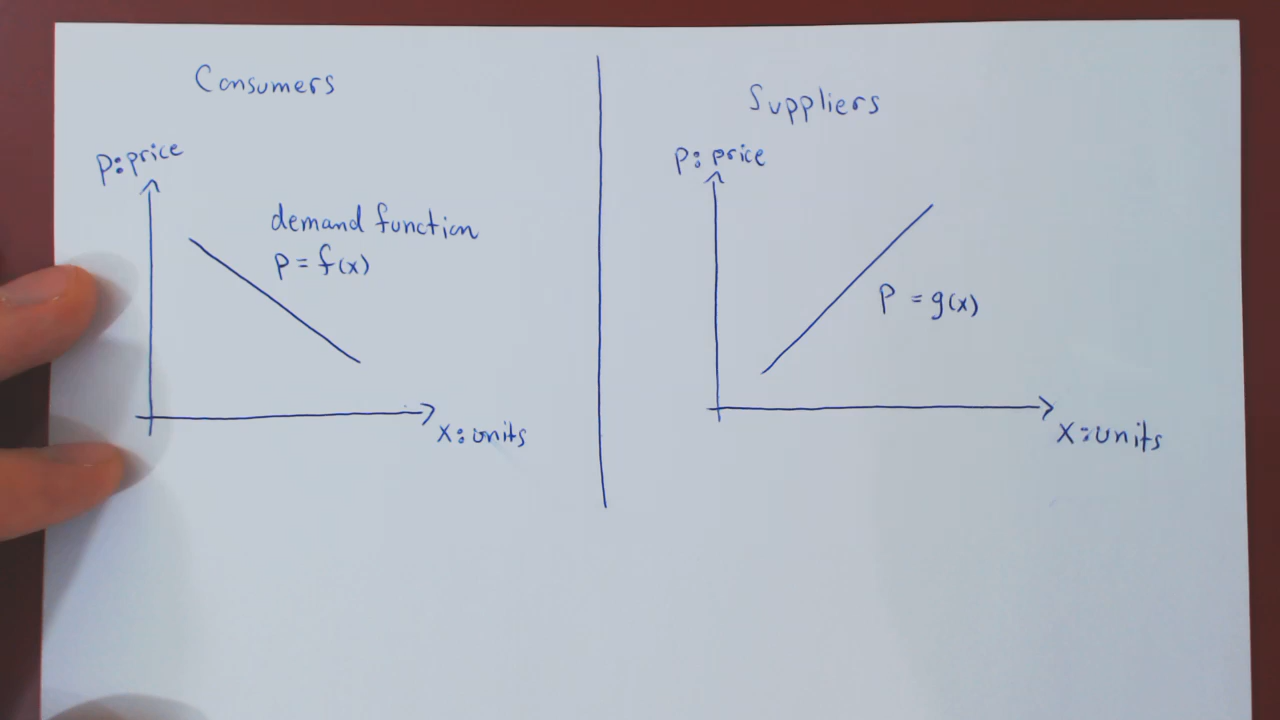 Consumers
p:price
demand function
p = f(x)
x:units
Suppliers
p: price
P = g(x)
x:units